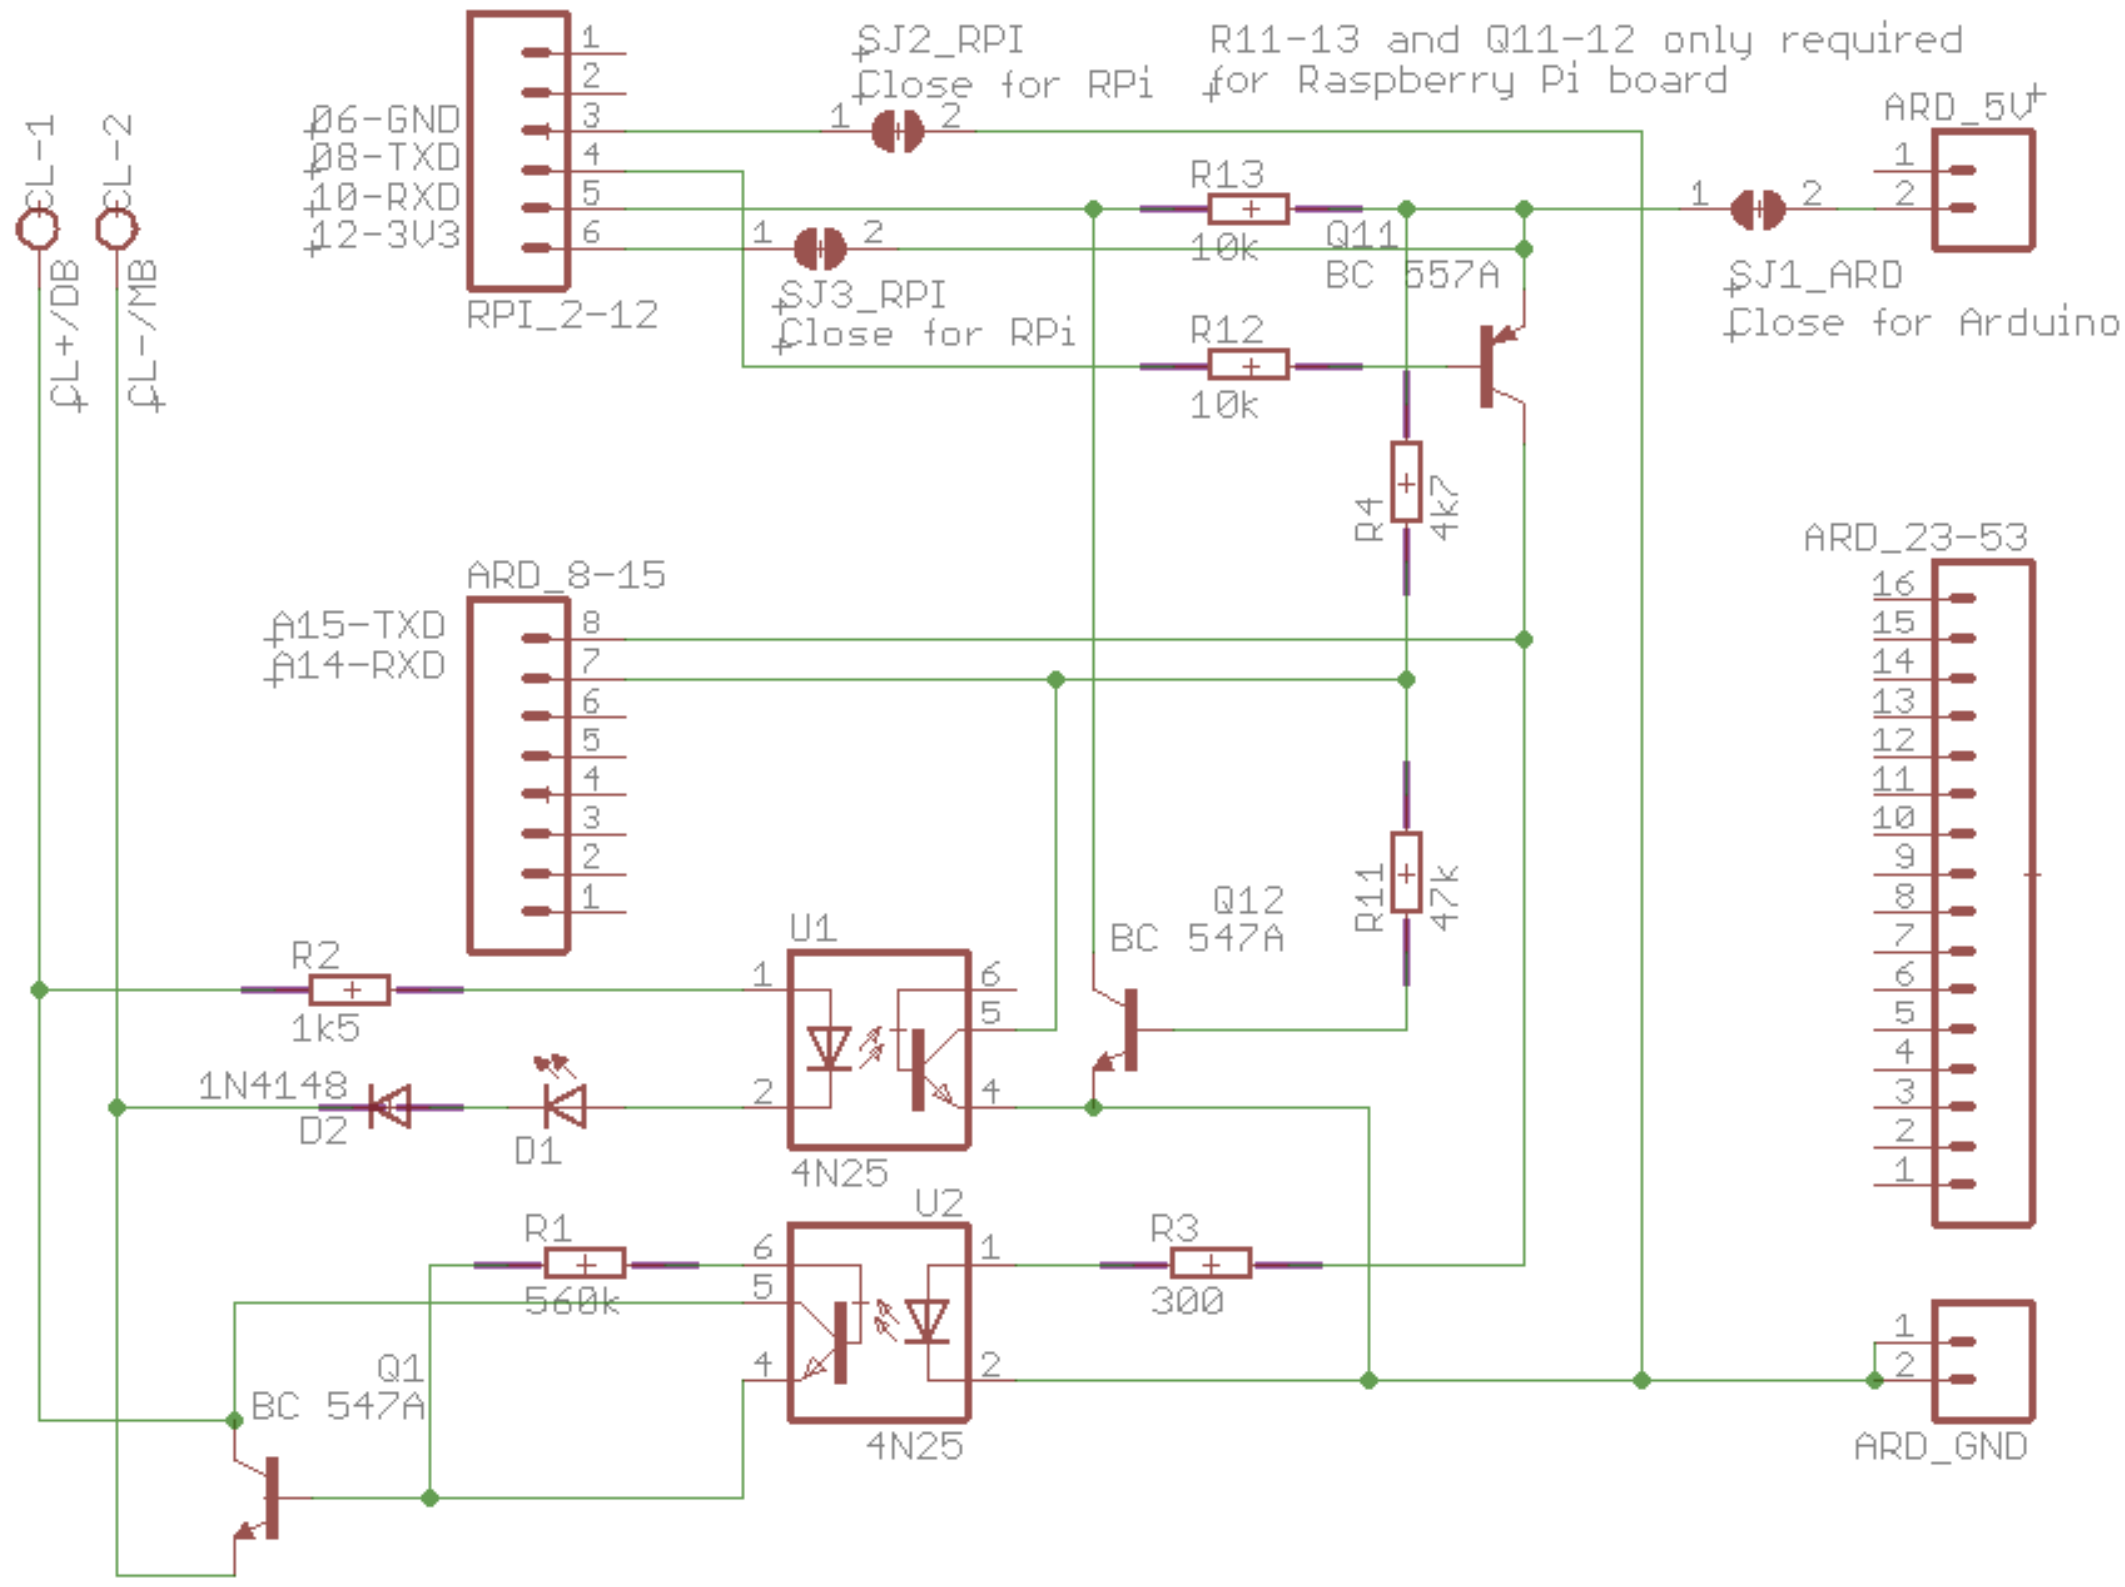 SJ2_RPI
Close for RPi
R11-13 and Q11-12 only required
for Raspberry Pi board
1
2
3
4
5
6
06-GND
08-TXD
10-RXD
12-3V3
RPI_2-12
CL-1
CL-2
CL+/DB
CL-/MB
1
2
1
2
SJ3_RPI
Close for RPi
R13
10k
R12
10k
Q11
BC 557A
ARD_5V
1
2
1
2
SJ1_ARD
Close for Arduino
R4
4k7
ARD_8-15
A15-TXD
A14-RXD
8
7
6
5
4
3
2
1
ARD_23-53
16
15
14
13
12
11
10
9
8
7
6
5
4
3
2
1
R11
47k
Q12
BC 547A
U1
1
2
6
5
4
4N25
R2
1k5
1N4148
D2
D1
U2
6
5
4
1
2
4N25
R1
560k
R3
300
Q1
BC 547A
1
2
ARD_GND